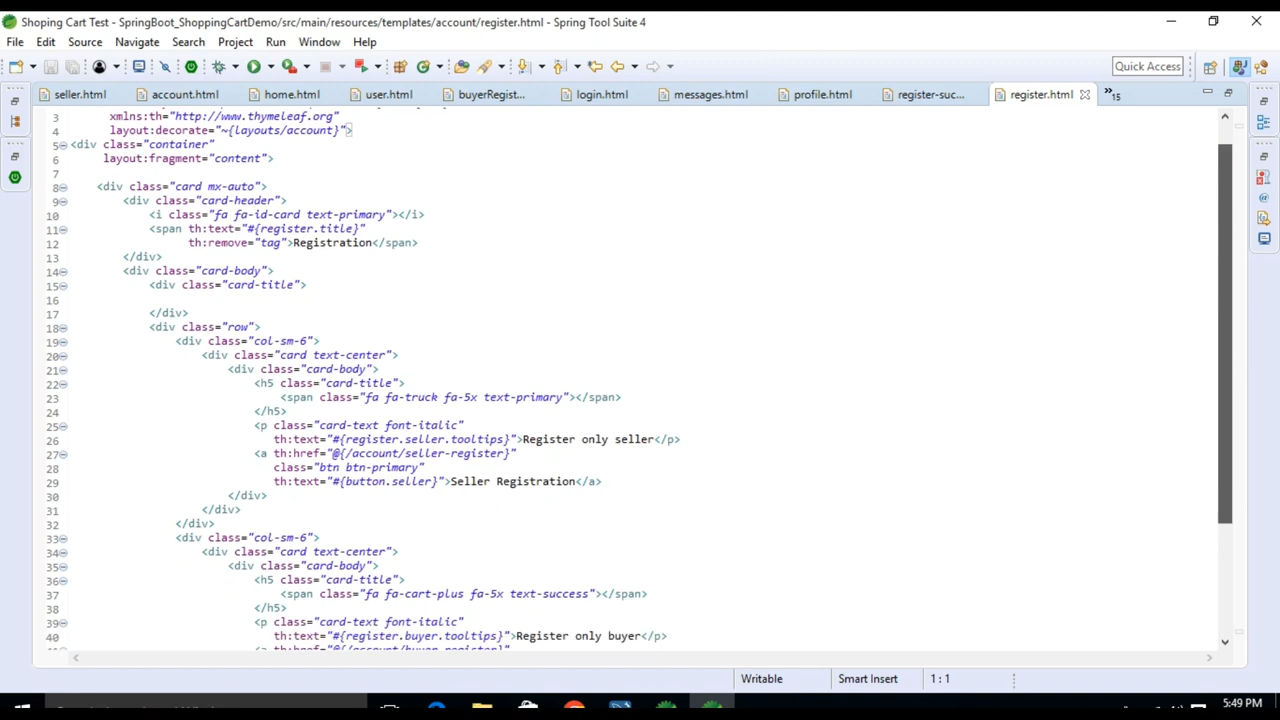 Shoping Cart Test - SpringBoot_ShoppingCartDemo/src/main/resources/templates/account/register.html - Spring Tool Suite 4
File Edit Source Navigate Search Project Run Window Help
Quick Access
seller.html account.html home.html user.html buyerRegist... login.html messages.html profile.html register-suc... register.html »15
3 xmlns:th="http://www.thymeleaf.org"
4 layout:decorate="~{layouts/account}">
5 <div class="container"
6 layout:fragment="content">
7
8 <div class="card mx-auto">
9 <div class="card-header">
10 <i class="fa fa-id-card text-primary"></i>
11 <span th:text="#{register.title}"
12 th:remove="tag">Registration</span>
13 </div>
14 <div class="card-body">
15 <div class="card-title">
16
17 </div>
18 <div class="row">
19 <div class="col-sm-6">
20 <div class="card text-center">
21 <div class="card-body">
22 <h5 class="card-title">
23 <span class="fa fa-truck fa-5x text-primary"></span>
24 </h5>
25 <p class="card-text font-italic"
26 th:text="#{register.seller.tooltips}">Register only seller</p>
27 <a th:href="@{/account/seller-register}"
28 class="btn btn-primary"
29 th:text="#{button.seller}">Seller Registration</a>
30 </div>
31 </div>
32 </div>
33 <div class="col-sm-6">
34 <div class="card text-center">
35 <div class="card-body">
36 <h5 class="card-title">
37 <span class="fa fa-cart-plus fa-5x text-success"></span>
38 </h5>
39 <p class="card-text font-italic"
40 th:text="#{register.buyer.tooltips}">Register only buyer</p>
<a th:href="@{/account/buyer-register}"
Writable Smart Insert 1 : 1
5:49 PM